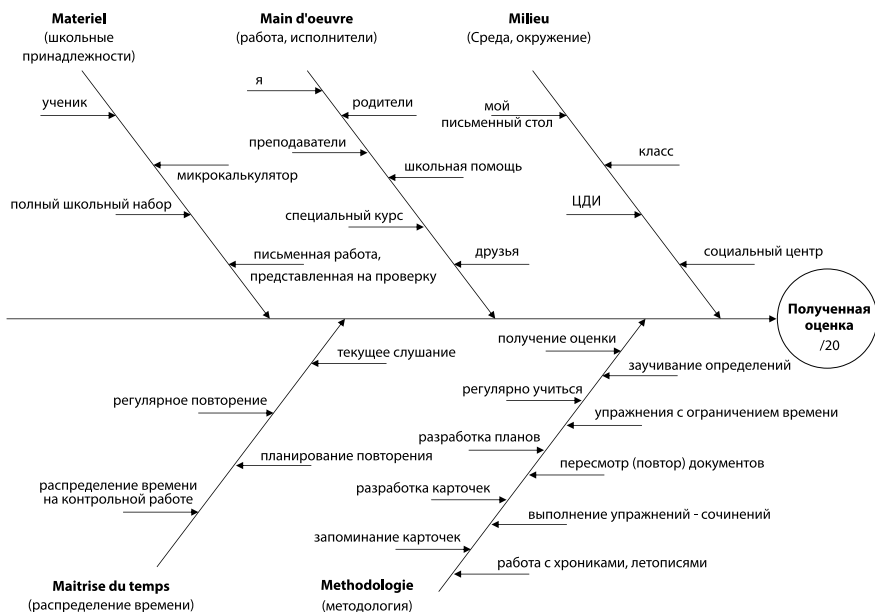 Materiel
(школьные
принадлежности)
ученик
микрокалькулятор
полный школьный набор
письменная работа,
представленная на проверку
Main d'oeuvre
(работа, исполнители)
я
родители
преподаватели
школьная помощь
специальный курс
друзья
Milieu
(Среда, окружение)
мой
письменный стол
класс
ЦДИ
социальный центр
Полученная
оценка
/20
текущее слушание
регулярное повторение
планирование повторения
распределение времени
на контрольной работе
Maitrise du temps
(распределение времени)
получение оценки
заучивание определений
регулярно учиться
упражнения с ограничением времени
разработка планов
пересмотр (повтор) документов
разработка карточек
выполнение упражнений - сочинений
запоминание карточек
работа с хрониками, летописями
Methodologie
(методология)